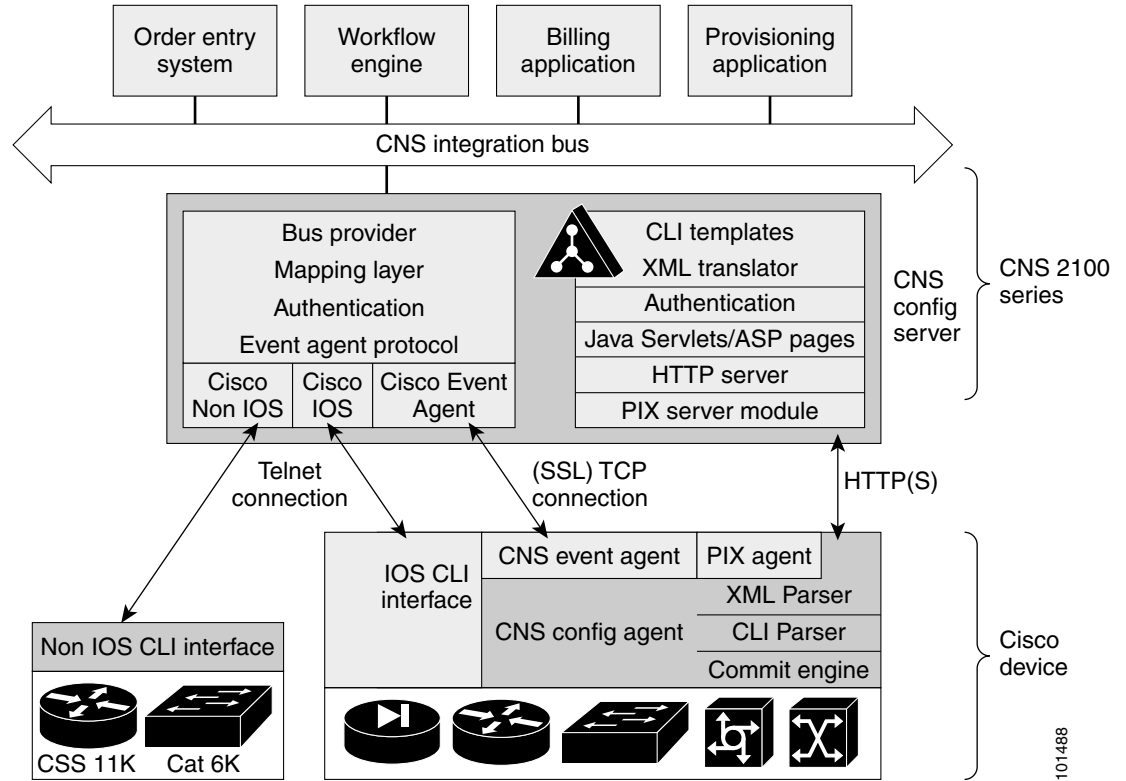 Order entry
system
Workflow
engine
Billing
application
Provisioning
application
CNS integration bus
Bus provider
Mapping layer
Authentication
Event agent protocol
Cisco
Non IOS
Cisco
IOS
Cisco Event
Agent
CLI templates
XML translator
Authentication
Java Servlets/ASP pages
HTTP server
PIX server module
CNS
config
server
CNS 2100
series
Telnet
connection
(SSL) TCP
connection
HTTP(S)
IOS CLI
interface
CNS event agent
PIX agent
CNS config agent
XML Parser
CLI Parser
Commit engine
Non IOS CLI interface
CSS 11K
Cat 6K
Cisco
device
101488